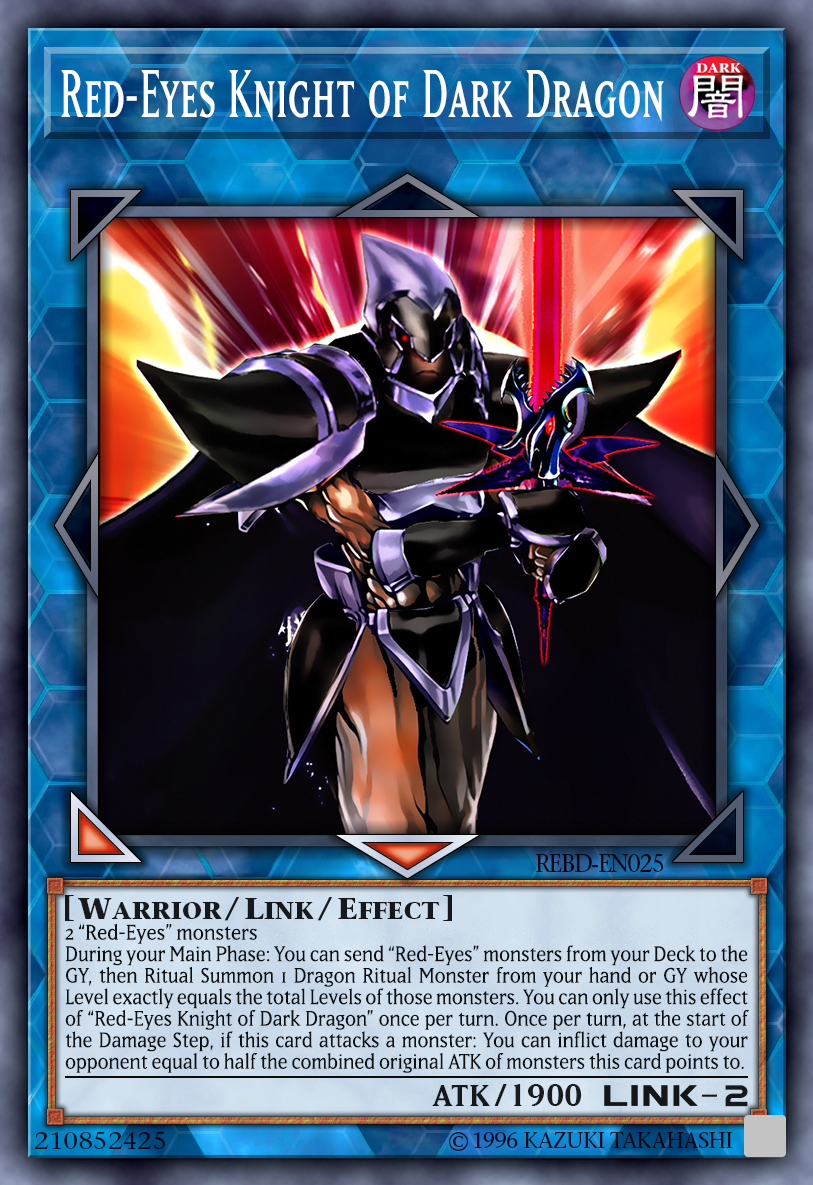 Red-Eyes Knight of Dark Dragon
DARK
闇
REBD-EN025
[Warrior/Link/Effect]
2 “Red-Eyes” monsters
During your Main Phase: You can send “Red-Eyes” monsters from your Deck to the
GY, then Ritual Summon 1 Dragon Ritual Monster from your hand or GY whose
Level exactly equals the total Levels of those monsters. You can only use this effect
of “Red-Eyes Knight of Dark Dragon” once per turn. Once per turn, at the start of
the Damage Step, if this card attacks a monster: You can inflict damage to your
opponent equal to half the combined original ATK of monsters this card points to.
ATK/1900 LINK-2
210852425 © 1996 KAZUKI TAKAHASHI